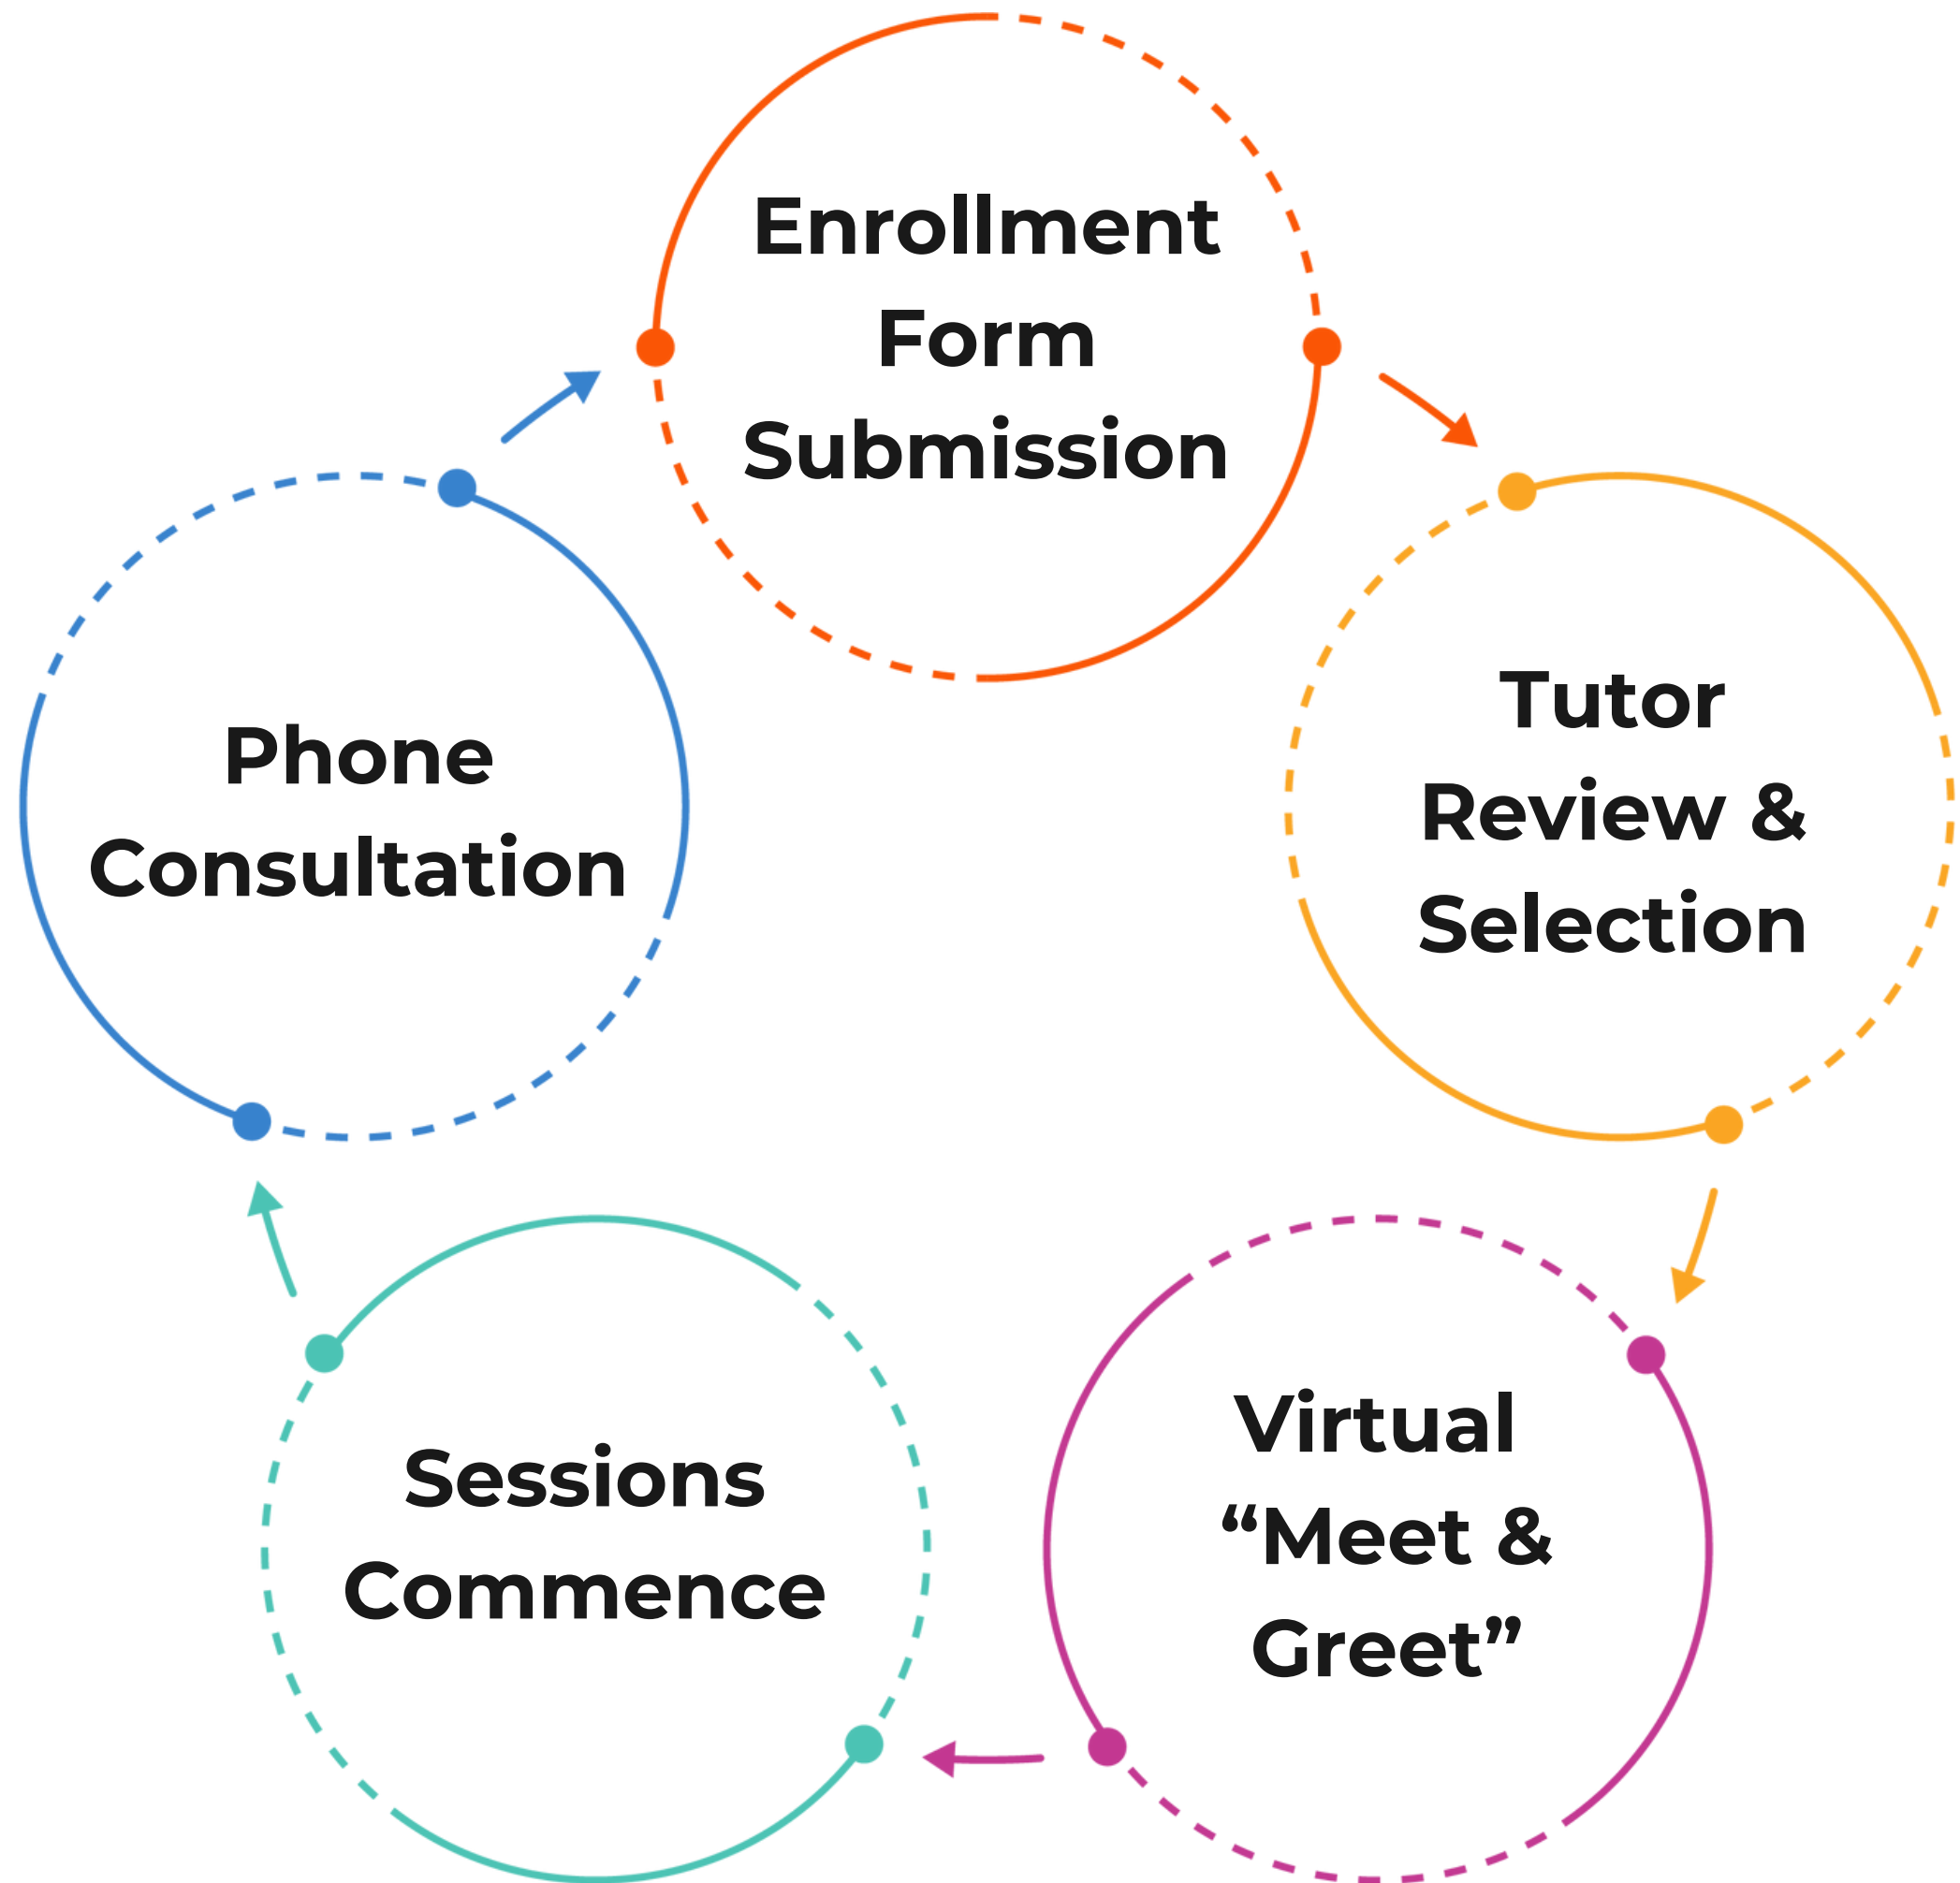 Enrollment
Form
Submission
Tutor
Review &
Selection
Virtual
“Meet &
Greet”
Sessions
Commence
Phone
Consultation